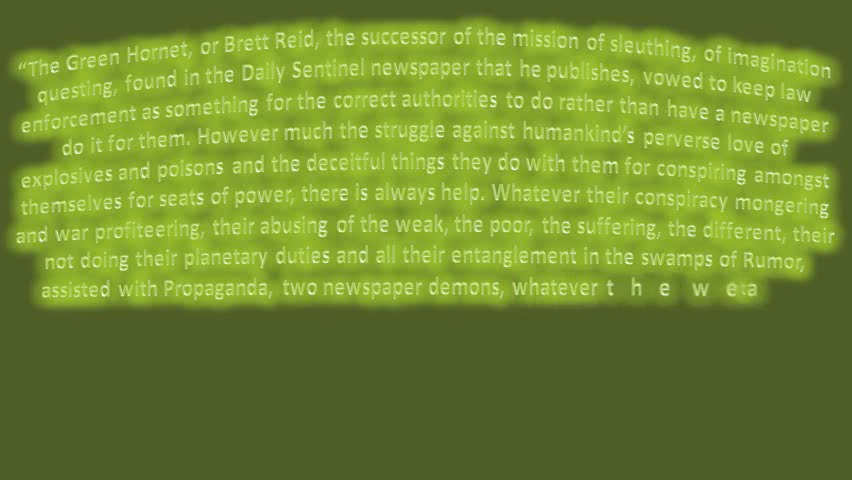 “The Green Hornet, or Brett Reid, the successor of the mission of sleuthing, of imagination
questing, found in the Daily Sentinel newspaper that he publishes, vowed to keep law
enforcement as something for the correct authorities to do rather than have a newspaper
do it for them. However much the struggle against humankind’s perverse love of
explosives and poisons and the deceitful things they do with them for conspiring amongst
themselves for seats of power, there is always help. Whatever their conspiracy mongering
and war profiteering, their abusing of the weak, the poor, the suffering, the different, their
not doing their planetary duties and all their entanglement in the swamps of Rumor,
assisted with Propaganda, two newspaper demons, whatever t h e w e